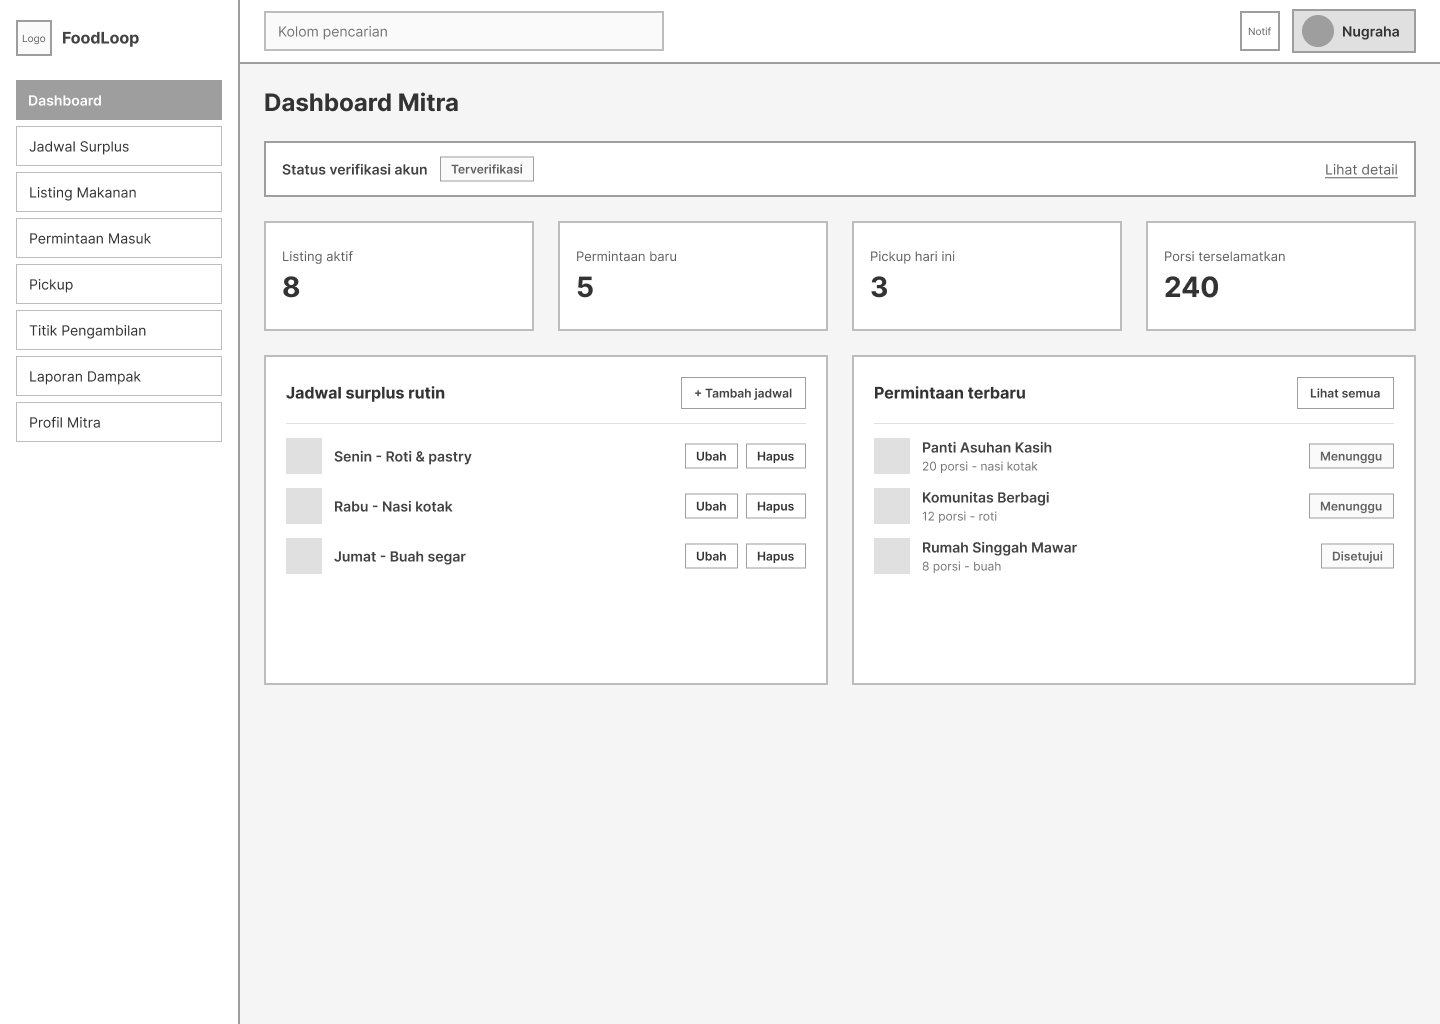 Logo
FoodLoop
Dashboard
Jadwal Surplus
Listing Makanan
Permintaan Masuk
Pickup
Titik Pengambilan
Laporan Dampak
Profil Mitra
Kolom pencarian
Notif
Nugraha
Dashboard Mitra
Status verifikasi akun
Terverifikasi
Lihat detail
Listing aktif
8
Permintaan baru
5
Pickup hari ini
3
Porsi terselamatkan
240
Jadwal surplus rutin
+ Tambah jadwal
Senin - Roti & pastry
Ubah
Hapus
Rabu - Nasi kotak
Ubah
Hapus
Jumat - Buah segar
Ubah
Hapus
Permintaan terbaru
Lihat semua
Panti Asuhan Kasih
20 porsi - nasi kotak
Menunggu
Komunitas Berbagi
12 porsi - roti
Menunggu
Rumah Singgah Mawar
8 porsi - buah
Disetujui